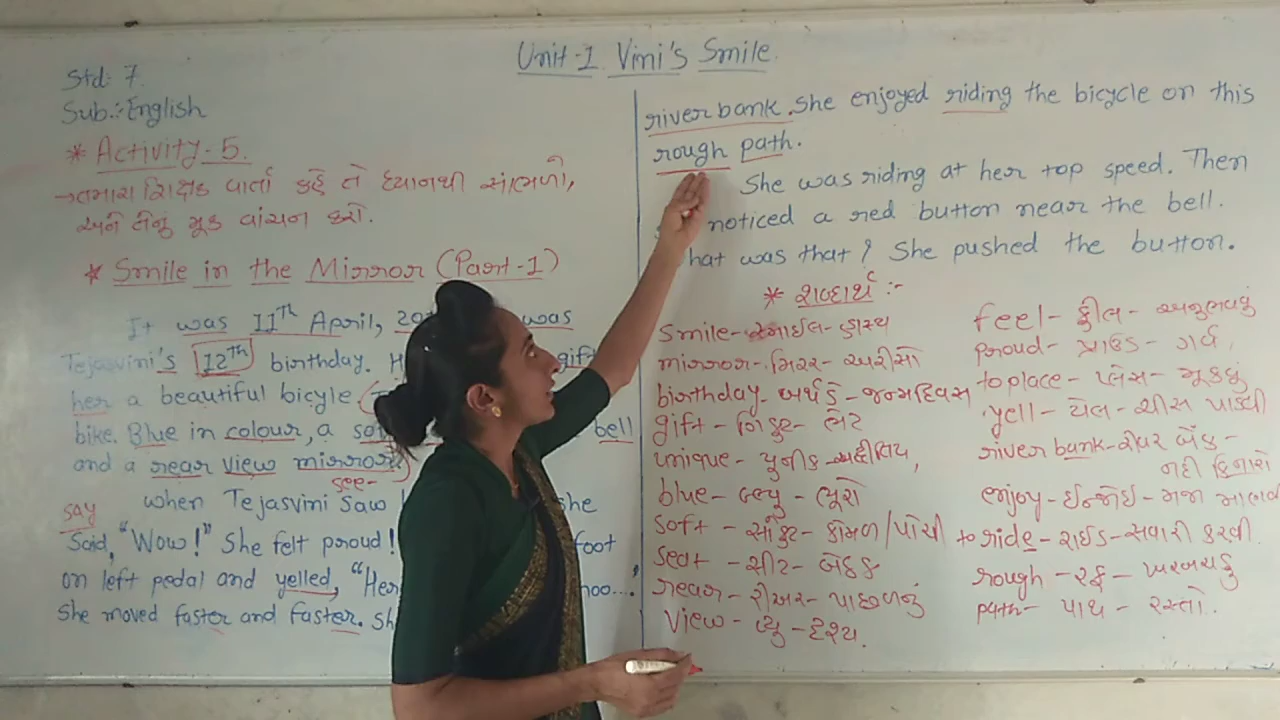 Unit-1 Vini's Smile.
Std: 7.
Sub.: English
* Activity-5.
→ તમારા શિક્ષક વાર્તા કહે તે ધ્યાનથી સાંભળો,
અને તેનું મૂક વાંચન કરો.
* Smile in the Mirror (Part-1)
It was 11th April, 20 was
Tejasvini's 12th birthday. H gift
her a beautiful bicycle
bike. Blue in colour, a so bell
and a rear view mirror)
see-
when Tejasvini saw she
say
Said, "Wow!" She felt proud! foot
on left pedal and yelled, "Her hoo...,
She moved faster and faster. Sh
river bank. She enjoyed riding the bicycle on this
rough path.
She was riding at her top speed. Then
noticed a red button near the bell.
hat was that? She pushed the button.
* શબ્દાર્થ :-
Smile - સ્માઈલ - હાસ્ય
mirror - મિરર - અરીસો
birthday - બર્થડે - જન્મદિવસ
gift - ગિફ્ટ - ભેટ
unique - યુનીક - અદ્વિતિય,
blue - બ્લ્યુ - ભૂરો
Soft - સૉફ્ટ - કોમળ/પોચી
seat - સીટ - બેઠક
rear - રીઅર - પાછળનું
View - વ્યુ - દ્દશ્ય.
feel - ફીલ - અનુભવવું
proud - પ્રાઉડ - ગર્વ,
to place - પ્લેસ - મૂકવું
yell - યેલ - ચીસ પાડવી
river bank - રીવર બેંક -
નદી કિનારો
enjoy - ઈન્જોઇ - મજા
to ride - રાઈડ - સવારી કરવી.
rough - રફ - ખરબચડું
path - પાથ - રસ્તો.